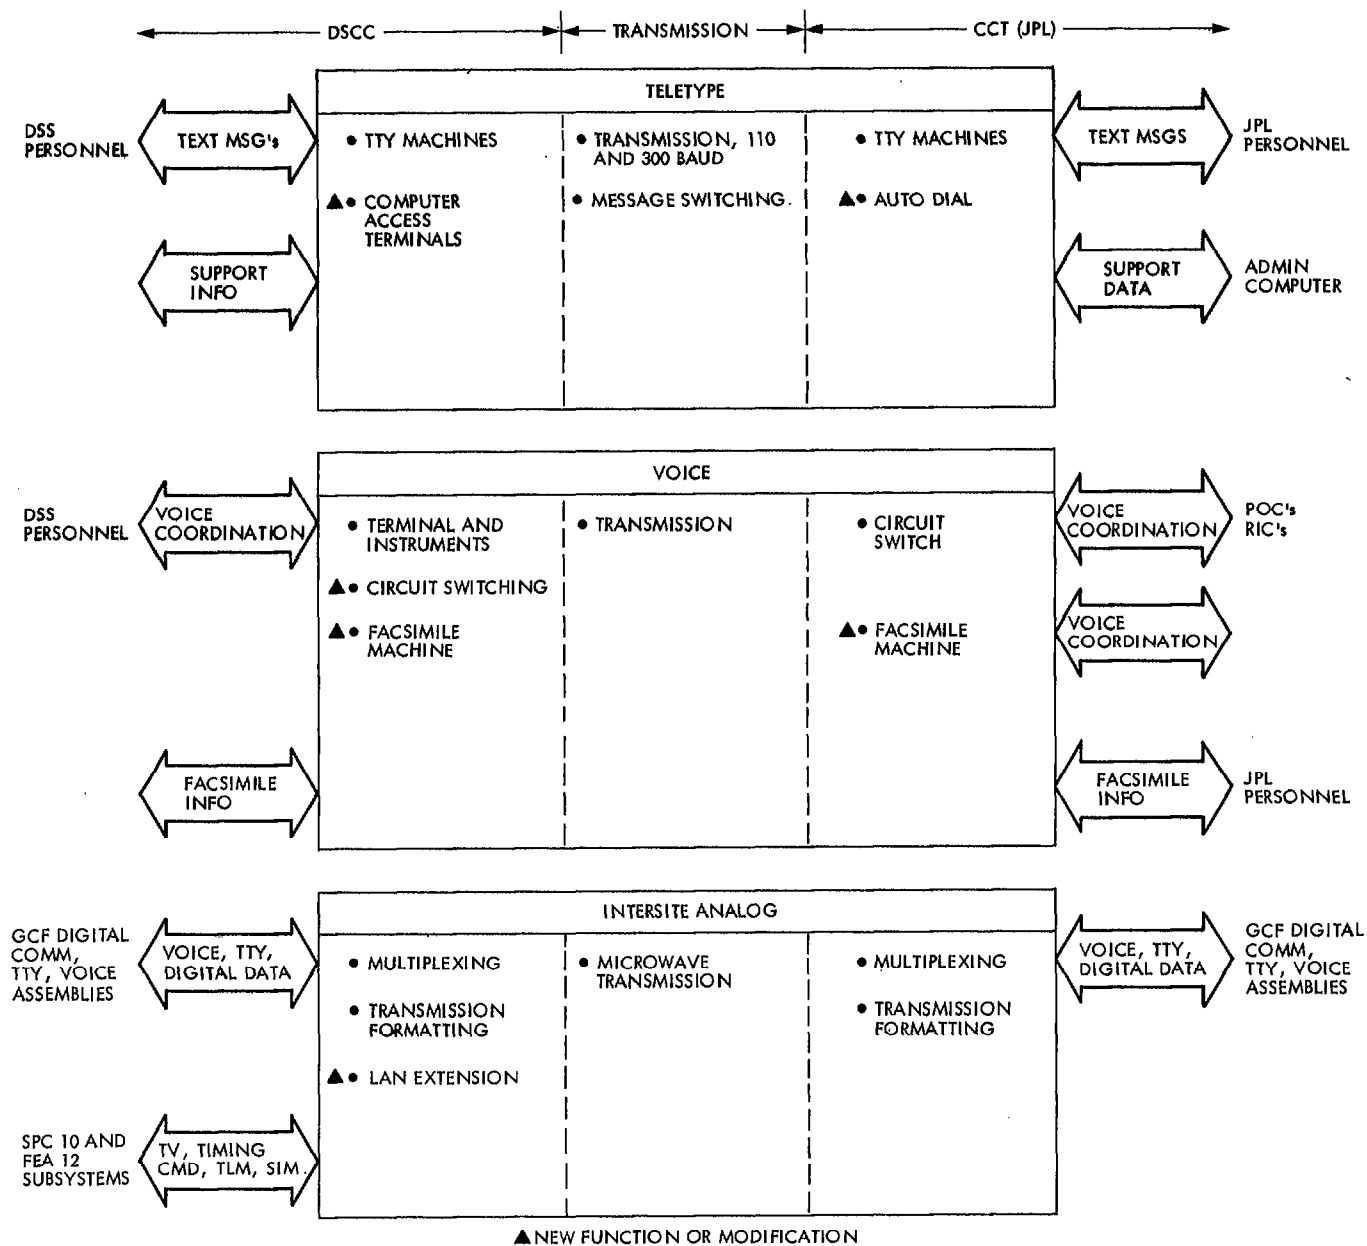 DSCC
TRANSMISSION
CCT (JPL)
TELETYPE
DSS
PERSONNEL
TEXT MSG's
• TTY MACHINES
▲• COMPUTER
ACCESS
TERMINALS
SUPPORT
INFO
• TRANSMISSION, 110
AND 300 BAUD
• MESSAGE SWITCHING
• TTY MACHINES
▲• AUTO DIAL
TEXT MSGS
JPL
PERSONNEL
SUPPORT
DATA
ADMIN
COMPUTER
VOICE
DSS
PERSONNEL
VOICE
COORDINATION
• TERMINAL AND
INSTRUMENTS
▲• CIRCUIT SWITCHING
▲• FACSIMILE
MACHINE
FACSIMILE
INFO
• TRANSMISSION
• CIRCUIT
SWITCH
▲• FACSIMILE
MACHINE
VOICE
COORDINATION
POC's
RIC's
VOICE
COORDINATION
FACSIMILE
INFO
JPL
PERSONNEL
INTERSITE ANALOG
GCF DIGITAL
COMM,
TTY, VOICE
ASSEMBLIES
VOICE, TTY,
DIGITAL DATA
• MULTIPLEXING
• TRANSMISSION
FORMATTING
▲• LAN EXTENSION
SPC 10 AND
FEA 12
SUBSYSTEMS
TV, TIMING
CMD, TLM, SIM
• MICROWAVE
TRANSMISSION
• MULTIPLEXING
• TRANSMISSION
FORMATTING
VOICE, TTY,
DIGITAL DATA
GCF DIGITAL
COMM,
TTY, VOICE
ASSEMBLIES
▲NEW FUNCTION OR MODIFICATION